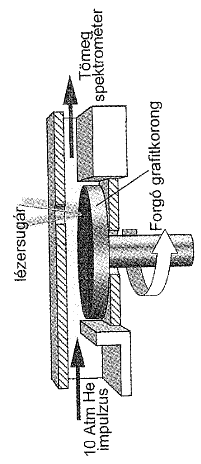 lézersugár
Tömeg
spektrométer
10 Atm He
impulzus
Forgó grafitkorong